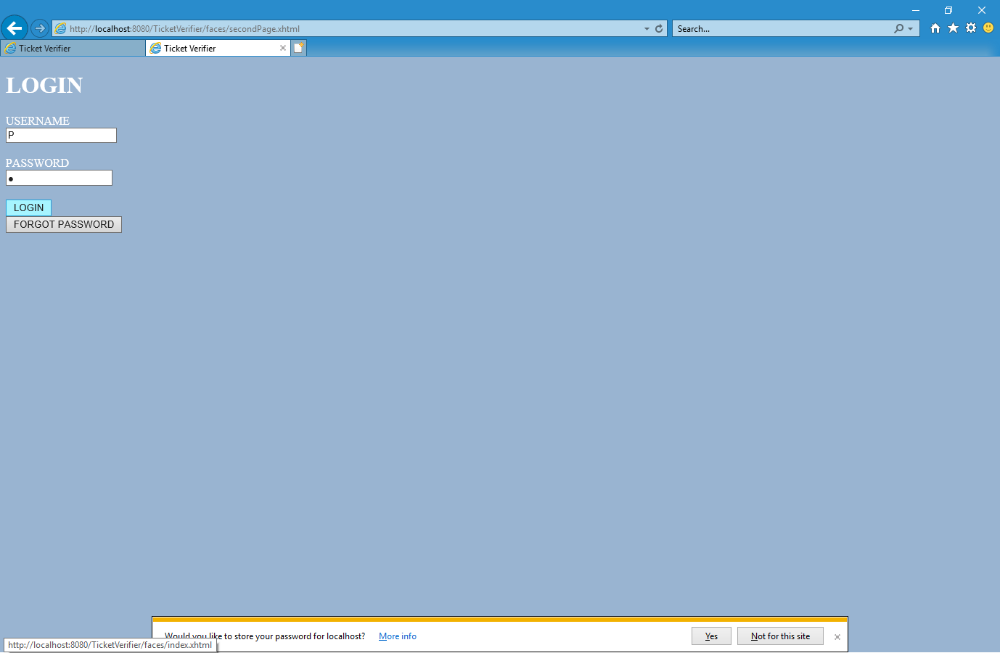 http://localhost:8080/TicketVerifier/faces/secondPage.xhtml
Search...
Ticket Verifier
Ticket Verifier
LOGIN
USERNAME
P
PASSWORD
●
LOGIN
FORGOT PASSWORD
Would you like to store your password for localhost? More info Yes Not for this site
http://localhost:8080/TicketVerifier/faces/index.xhtml